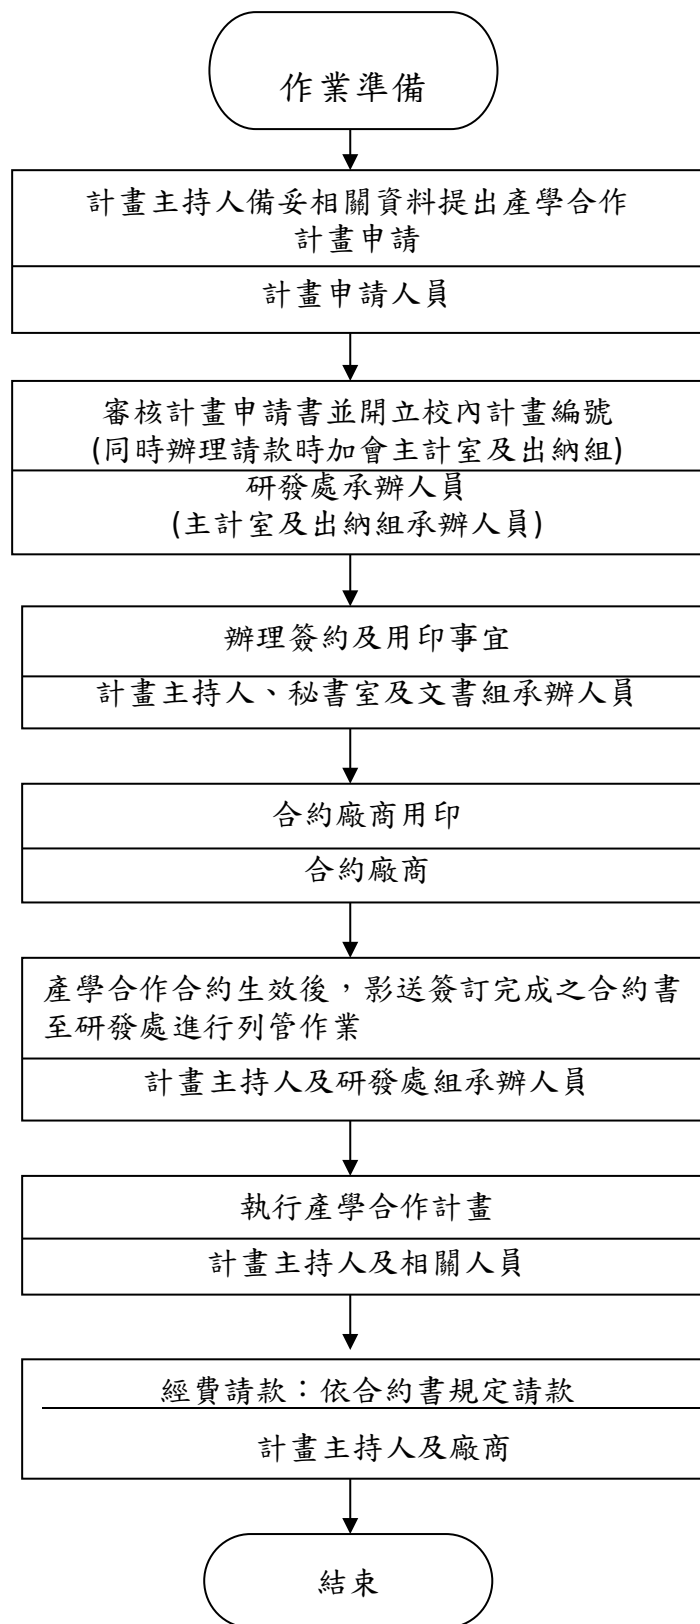 作業準備
計畫主持人備妥相關資料提出產學合作
計畫申請
計畫申請人員
審核計畫申請書並開立校內計畫編號
(同時辦理請款時加會主計室及出納組)
研發處承辦人員
(主計室及出納組承辦人員)
辦理簽約及用印事宜
計畫主持人、秘書室及文書組承辦人員
合約廠商用印
合約廠商
產學合作合約生效後，影送簽訂完成之合約書
至研發處進行列管作業
計畫主持人及研發處組承辦人員
執行產學合作計畫
計畫主持人及相關人員
經費請款：依合約書規定請款
計畫主持人及廠商
結束